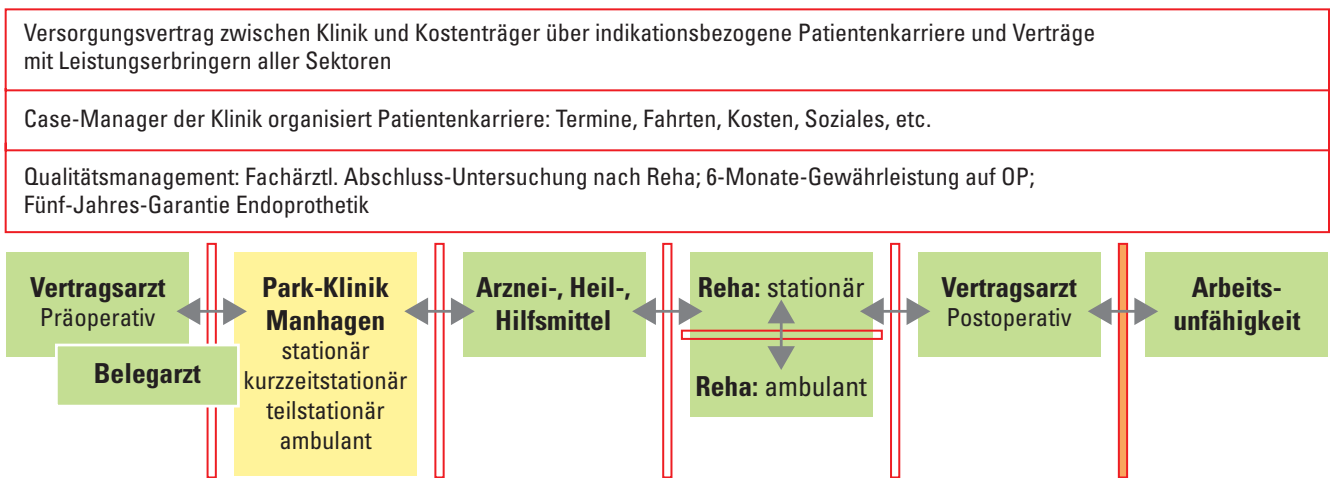 Versorgungsvertrag zwischen Klinik und Kostenträger über indikationsbezogene Patientenkarriere und Verträge
mit Leistungserbringern aller Sektoren
Case-Manager der Klinik organisiert Patientenkarriere: Termine, Fahrten, Kosten, Soziales, etc.
Qualitätsmanagement: Fachärztl. Abschluss-Untersuchung nach Reha; 6-Monate-Gewährleistung auf OP;
Fünf-Jahres-Garantie Endoprothetik
Vertragsarzt
Präoperativ
Belegarzt
Park-Klinik
Manhagen
stationär
kurzzeitstationär
teilstationär
ambulant
Arznei-, Heil-,
Hilfsmittel
Reha: stationär
Reha: ambulant
Vertragsarzt
Postoperativ
Arbeits-
unfähigkeit